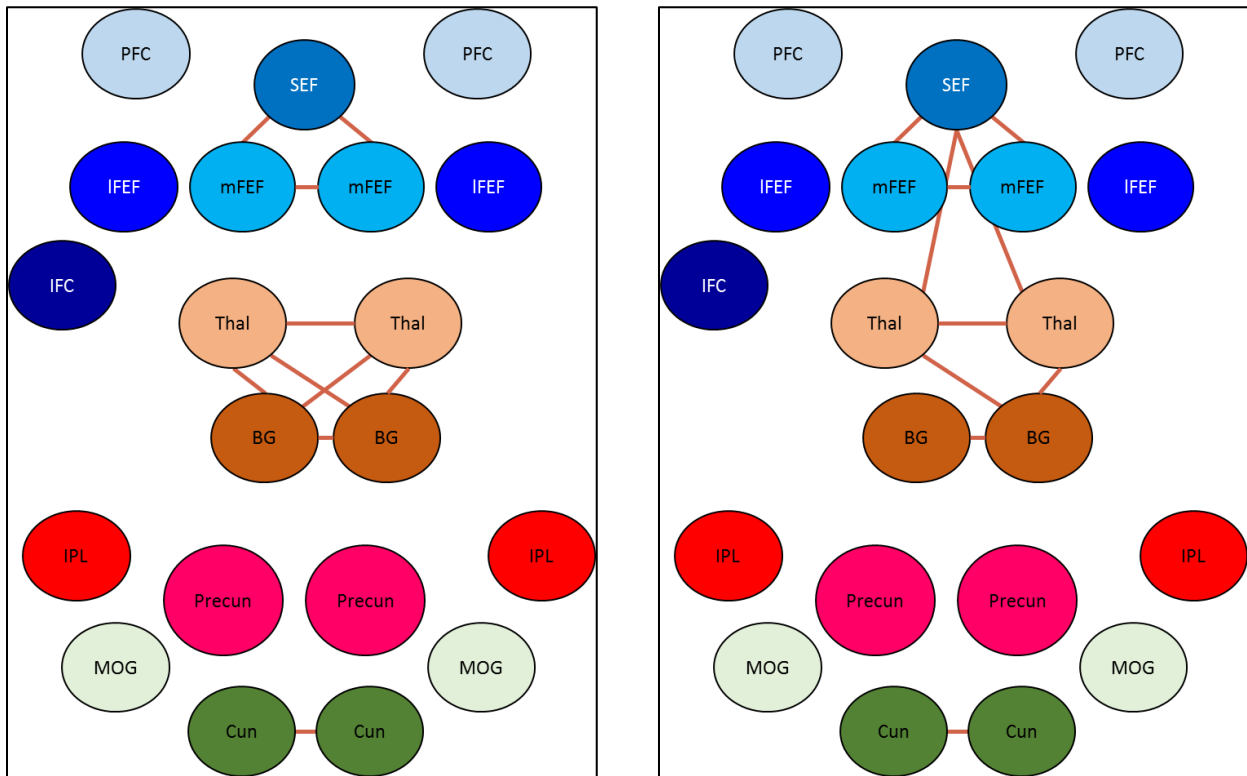 PFC
PFC
SEF
lFEF
mFEF
mFEF
lFEF
IFC
Thal
Thal
BG
BG
IPL
IPL
Precun
Precun
MOG
MOG
Cun
Cun
PFC
PFC
SEF
lFEF
mFEF
mFEF
lFEF
IFC
Thal
Thal
BG
BG
IPL
IPL
Precun
Precun
MOG
MOG
Cun
Cun